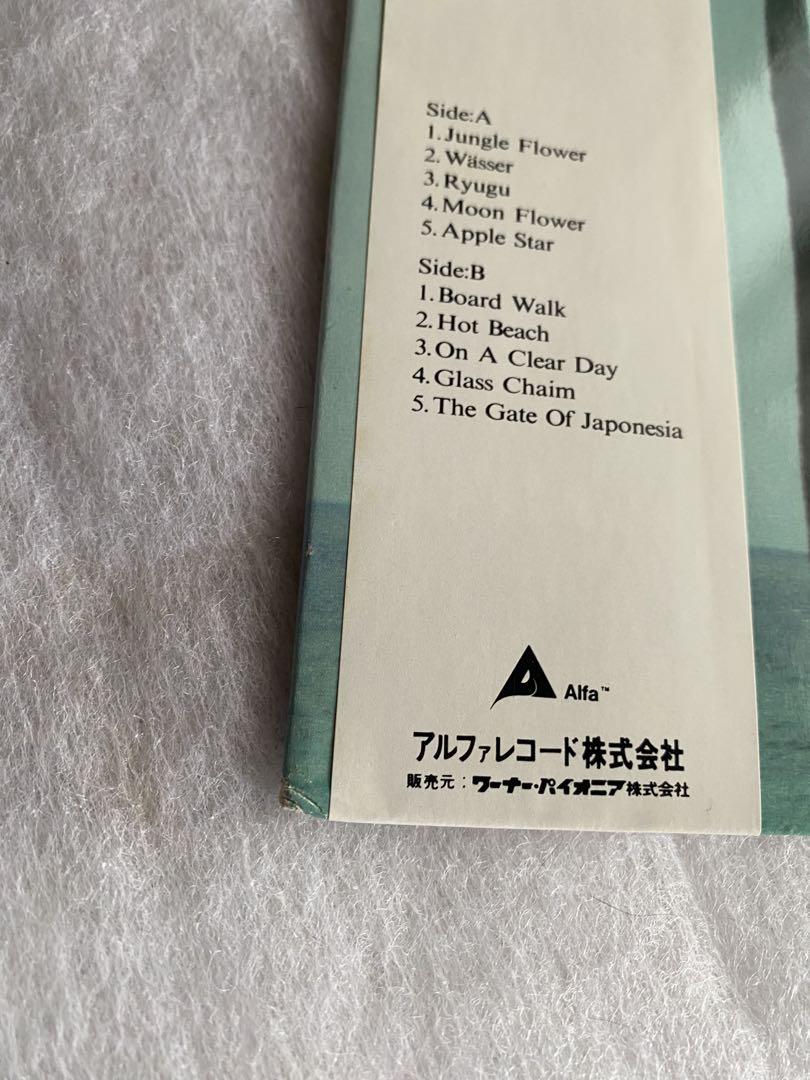 Side:A
1. Jungle Flower
2. Wässer
3. Ryugu
4. Moon Flower
5. Apple Star
Side:B
1. Board Walk
2. Hot Beach
3. On A Clear Day
4. Glass Chaim
5. The Gate Of Japonesia
Alfa™
アルファレコード株式会社
販売元：ワーナー・パイオニア株式会社